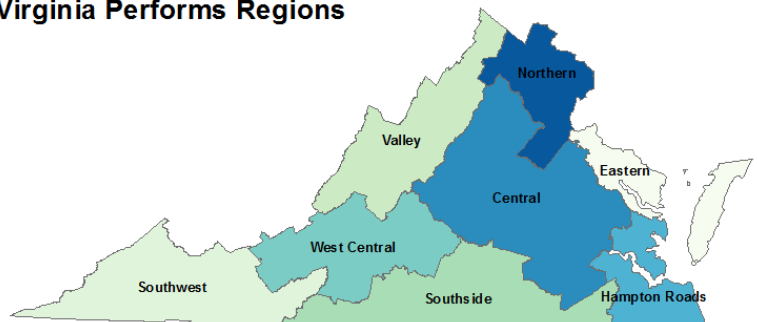 Virginia Performs Regions
Northern
Valley
Eastern
Central
West Central
Southwest
Southside
Hampton Roads